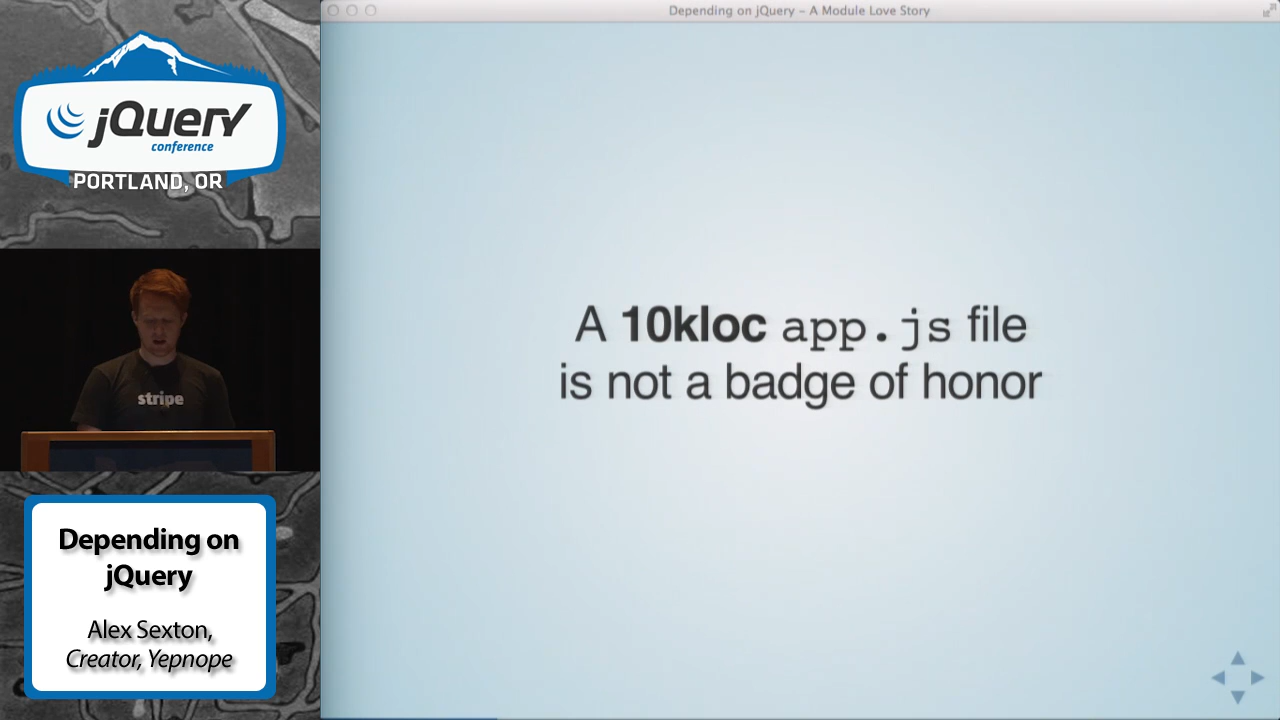 jQuery
conference
PORTLAND, OR
stripe
Depending on
jQuery
Alex Sexton,
Creator, Yepnope
Depending on jQuery – A Module Love Story
A 10kloc app.js file
is not a badge of honor